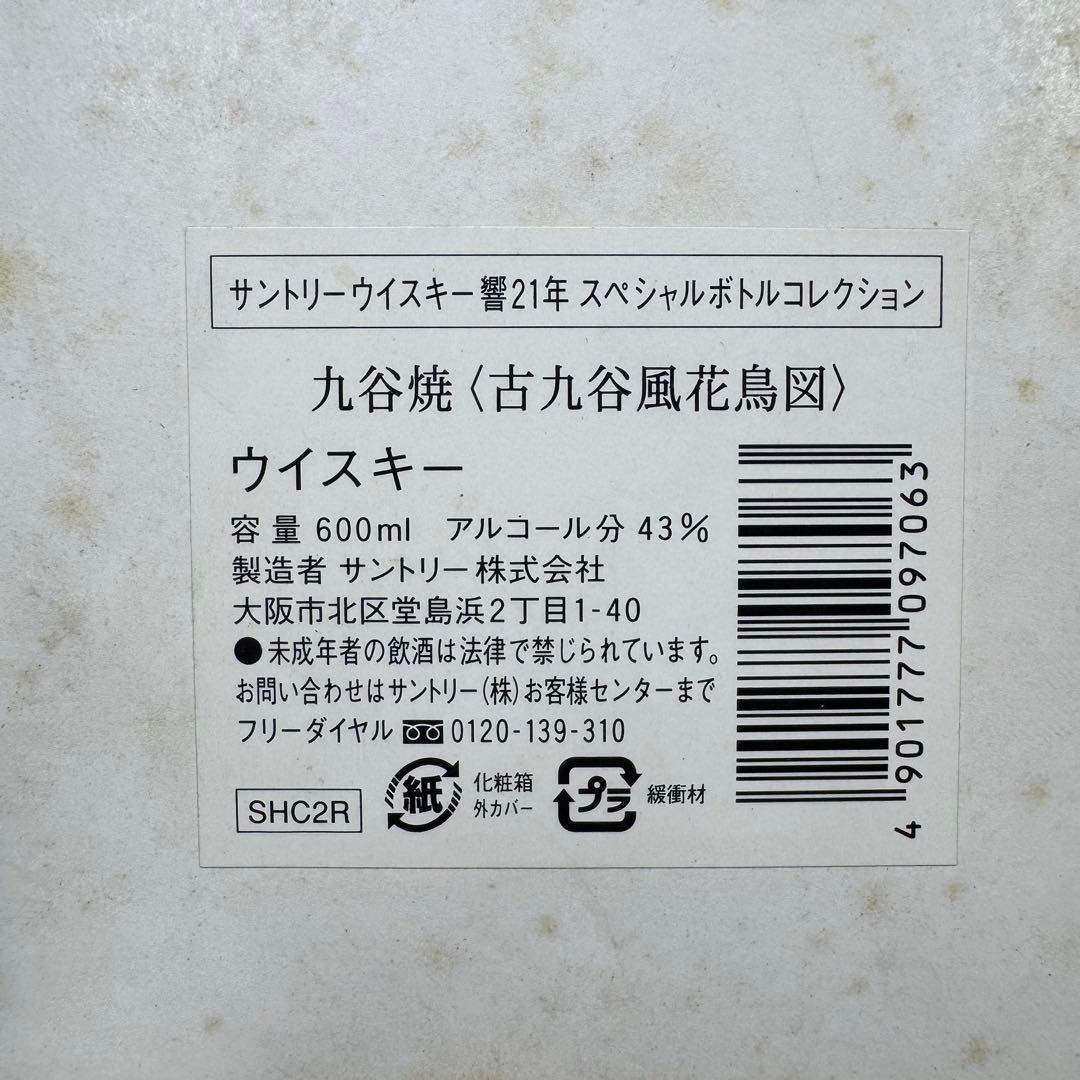 サントリーウイスキー響21年 スペシャルボトルコレクション
九谷焼〈古九谷風花鳥図〉
ウイスキー
容量 600ml アルコール分 43%
製造者 サントリー株式会社
大阪市北区堂島浜2丁目1-40
●未成年者の飲酒は法律で禁じられています。
お問い合わせはサントリー(株)お客様センターまで
フリーダイヤル 0120-139-310
SHC2R
紙 化粧箱
外カバー
プラ 緩衝材
4901777097063